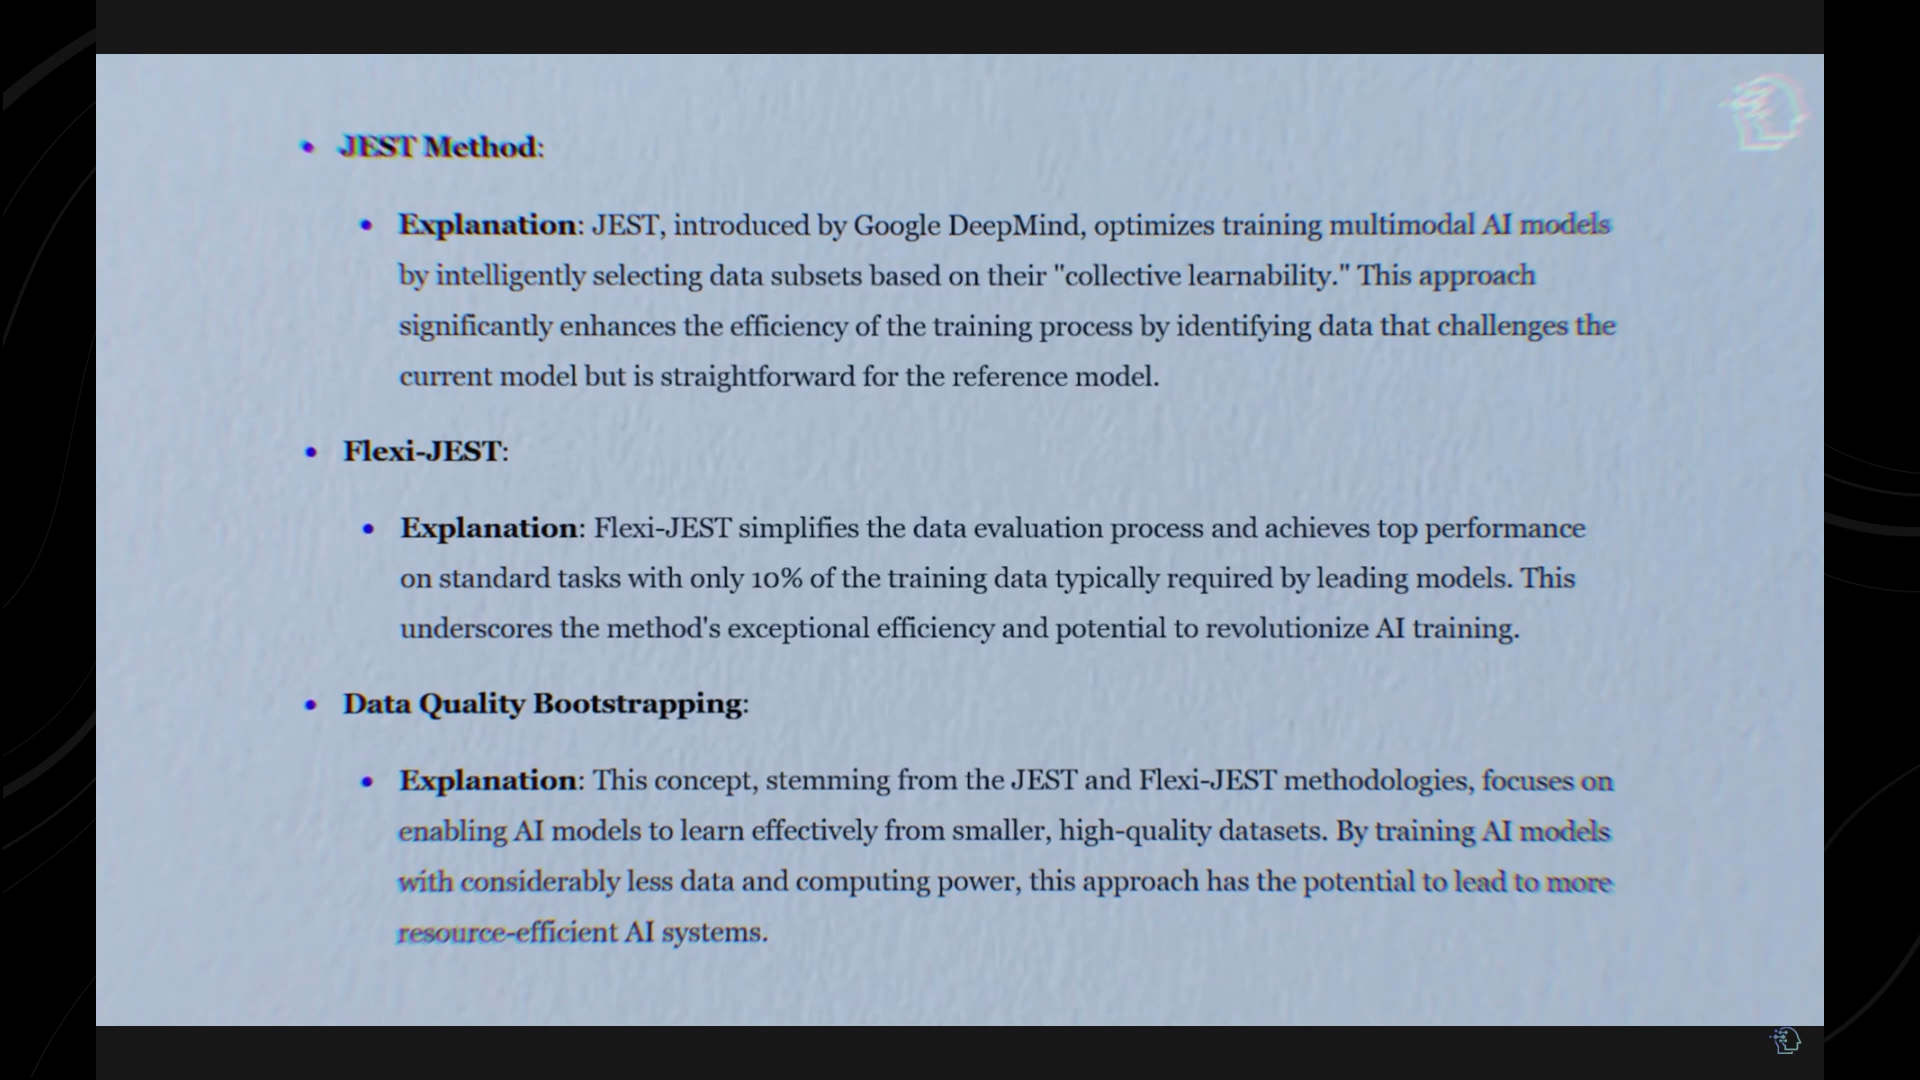 JEST Method:
Explanation: JEST, introduced by Google DeepMind, optimizes training multimodal AI models
by intelligently selecting data subsets based on their "collective learnability." This approach
significantly enhances the efficiency of the training process by identifying data that challenges the
current model but is straightforward for the reference model.
Flexi-JEST:
Explanation: Flexi-JEST simplifies the data evaluation process and achieves top performance
on standard tasks with only 10% of the training data typically required by leading models. This
underscores the method's exceptional efficiency and potential to revolutionize AI training.
Data Quality Bootstrapping:
Explanation: This concept, stemming from the JEST and Flexi-JEST methodologies, focuses on
enabling AI models to learn effectively from smaller, high-quality datasets. By training AI models
with considerably less data and computing power, this approach has the potential to lead to more
resource-efficient AI systems.